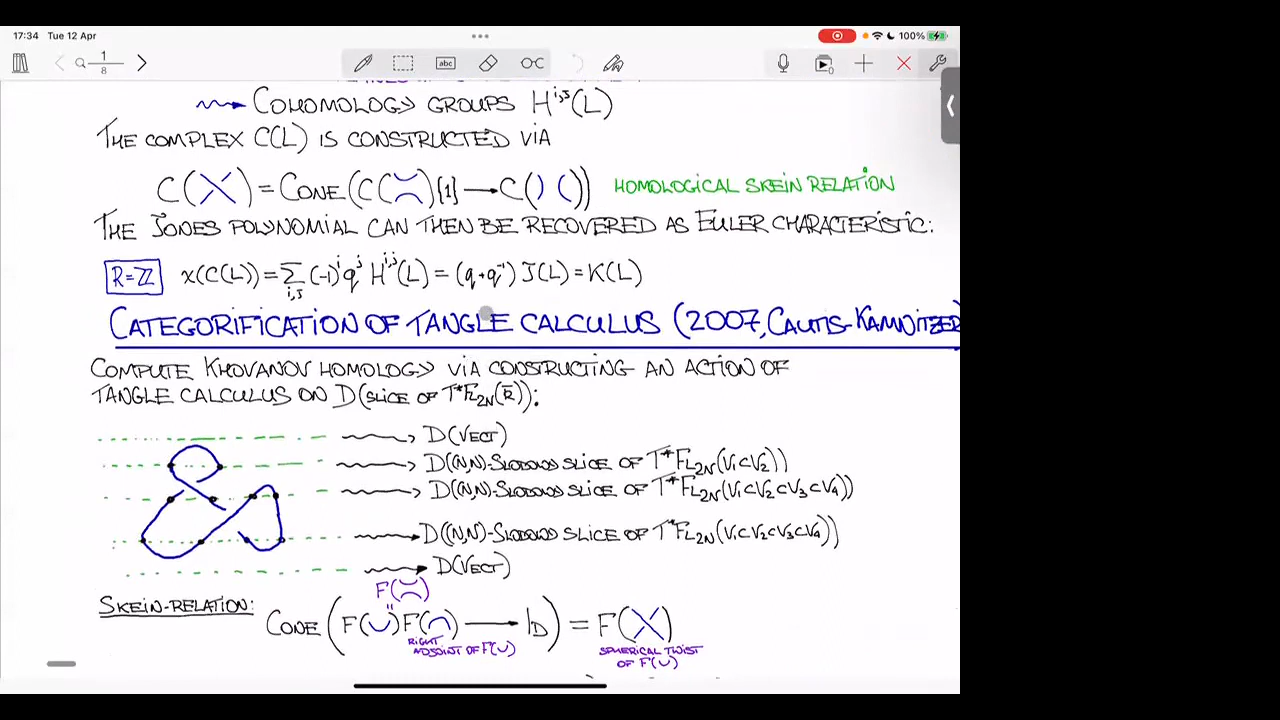 17:34 Tue 12 Apr
100%
1
8
abc
0
COHOMOLOGY GROUPS H^{i,j}(L)
THE COMPLEX C(L) IS CONSTRUCTED VIA
C( ) = CONE(C( ){1} → C( )) HOMOLOGICAL SKEIN RELATION
THE JONES POLYNOMIAL CAN THEN BE RECOVERED AS EULER CHARACTERISTIC:
R=ℤ χ(C(L)) = Σ_{i,j} (-1)^i q^j H^{i,j}(L) = (q+q^{-1}) J(L) = K(L)
CATEGORIFICATION OF TANGLE CALCULUS (2007, CAUTIS-KAMNITZER)
COMPUTE KHOVANOV HOMOLOGY VIA CONSTRUCTING AN ACTION OF
TANGLE CALCULUS ON D(SLICE OF T*FL_{2N}(k̄)):
D(VECT)
D((N,N)-SLODOWY SLICE OF T*FL_{2N}(V₁⊂V₂))
D((N,N)-SLODOWY SLICE OF T*FL_{2N}(V₁⊂V₂⊂V₃⊂V₄))
D((N,N)-SLODOWY SLICE OF T*FL_{2N}(V₁⊂V₂⊂V₃⊂V₄))
D(VECT)
F( )
SKEIN-RELATION: CONE (F(∪)F(∩) → ID) = F( )
RIGHT ADJOINT OF F(∪)
SPHERICAL TWIST OF F(∪)